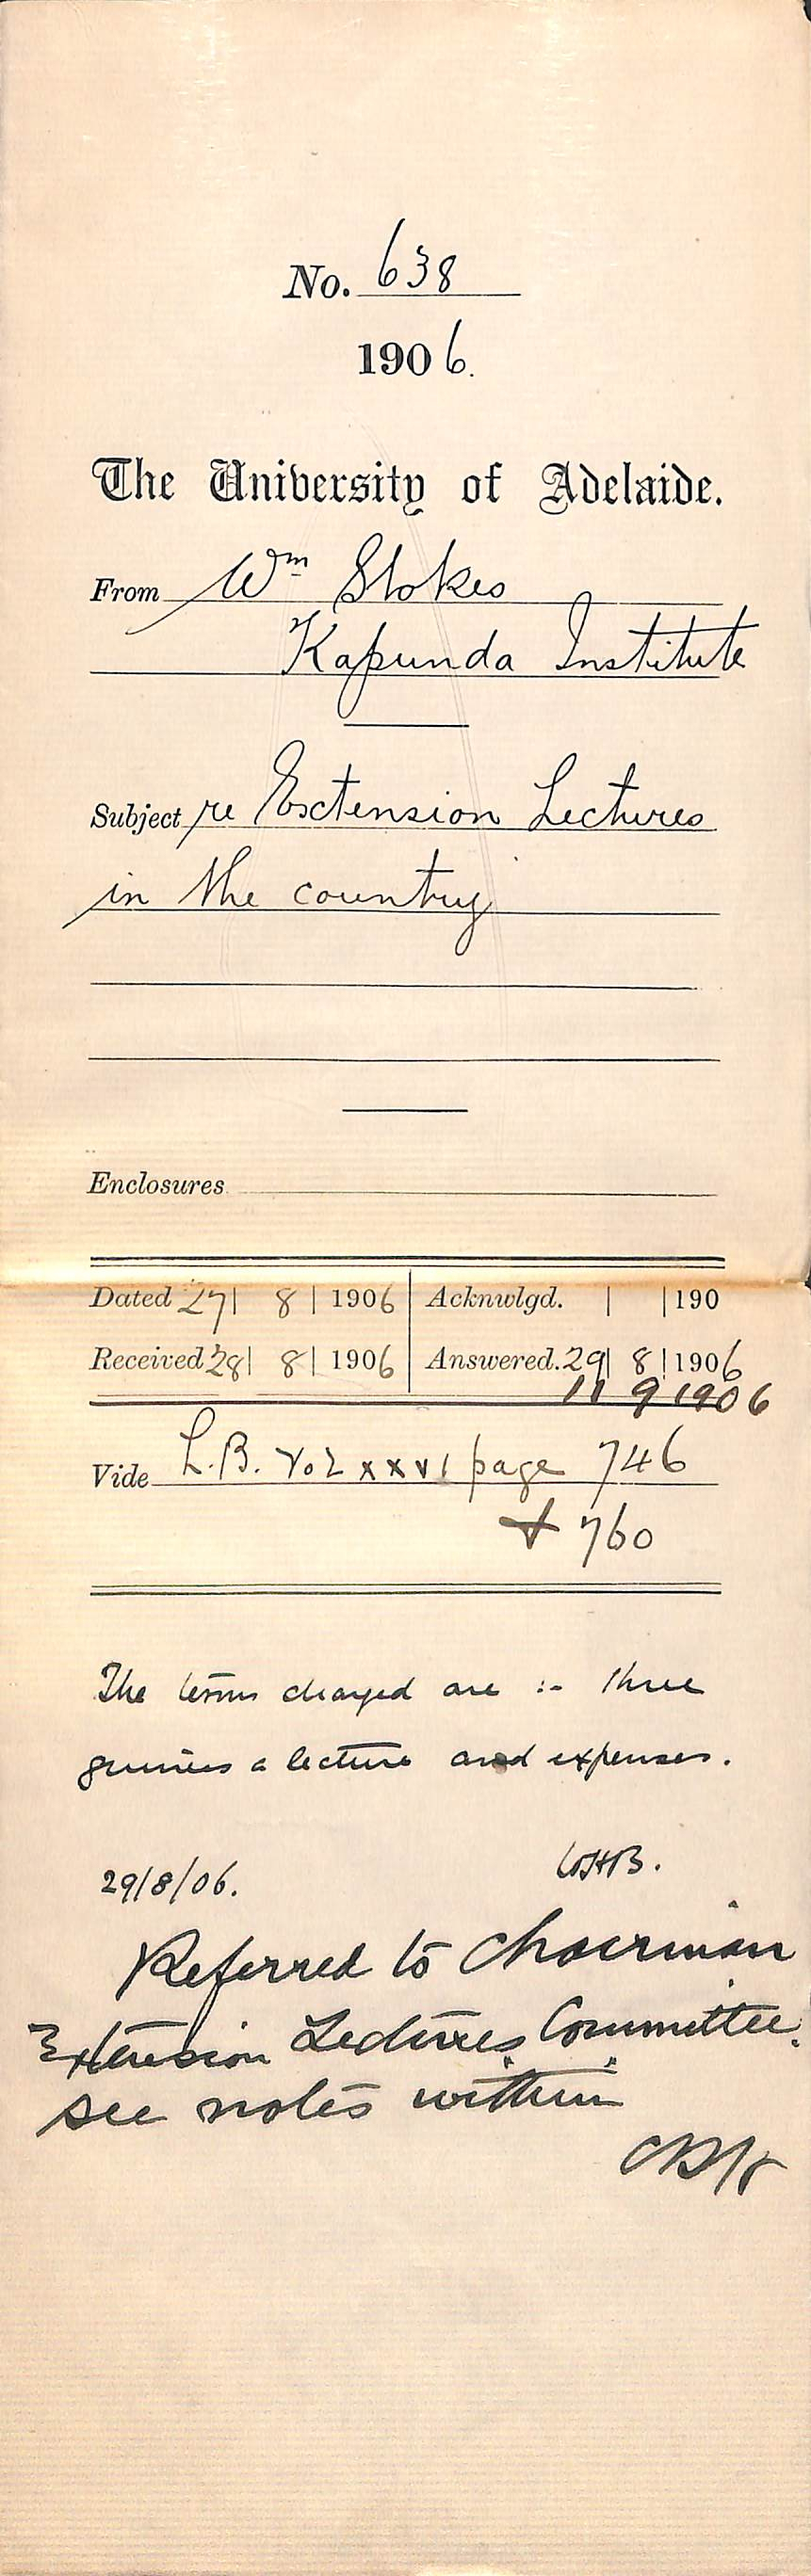 No. 638
1906.
The University of Adelaide.
From Wm Stokes
Kapunda Institute
Subject re Extension Lectures
in the country
Enclosures
Dated 27| 8| 1906 Acknwlgd. | |190
Received 28| 8| 1906 Answered. 29| 8|1906
11 9 1906
Vide L.B. Vol xxvi page 746
+ 760
The terms charged are :- three
guineas a lecture and expenses.
29/8/06. WHB.
Referred to Chairman
Extension Lectures Committee.
see notes within